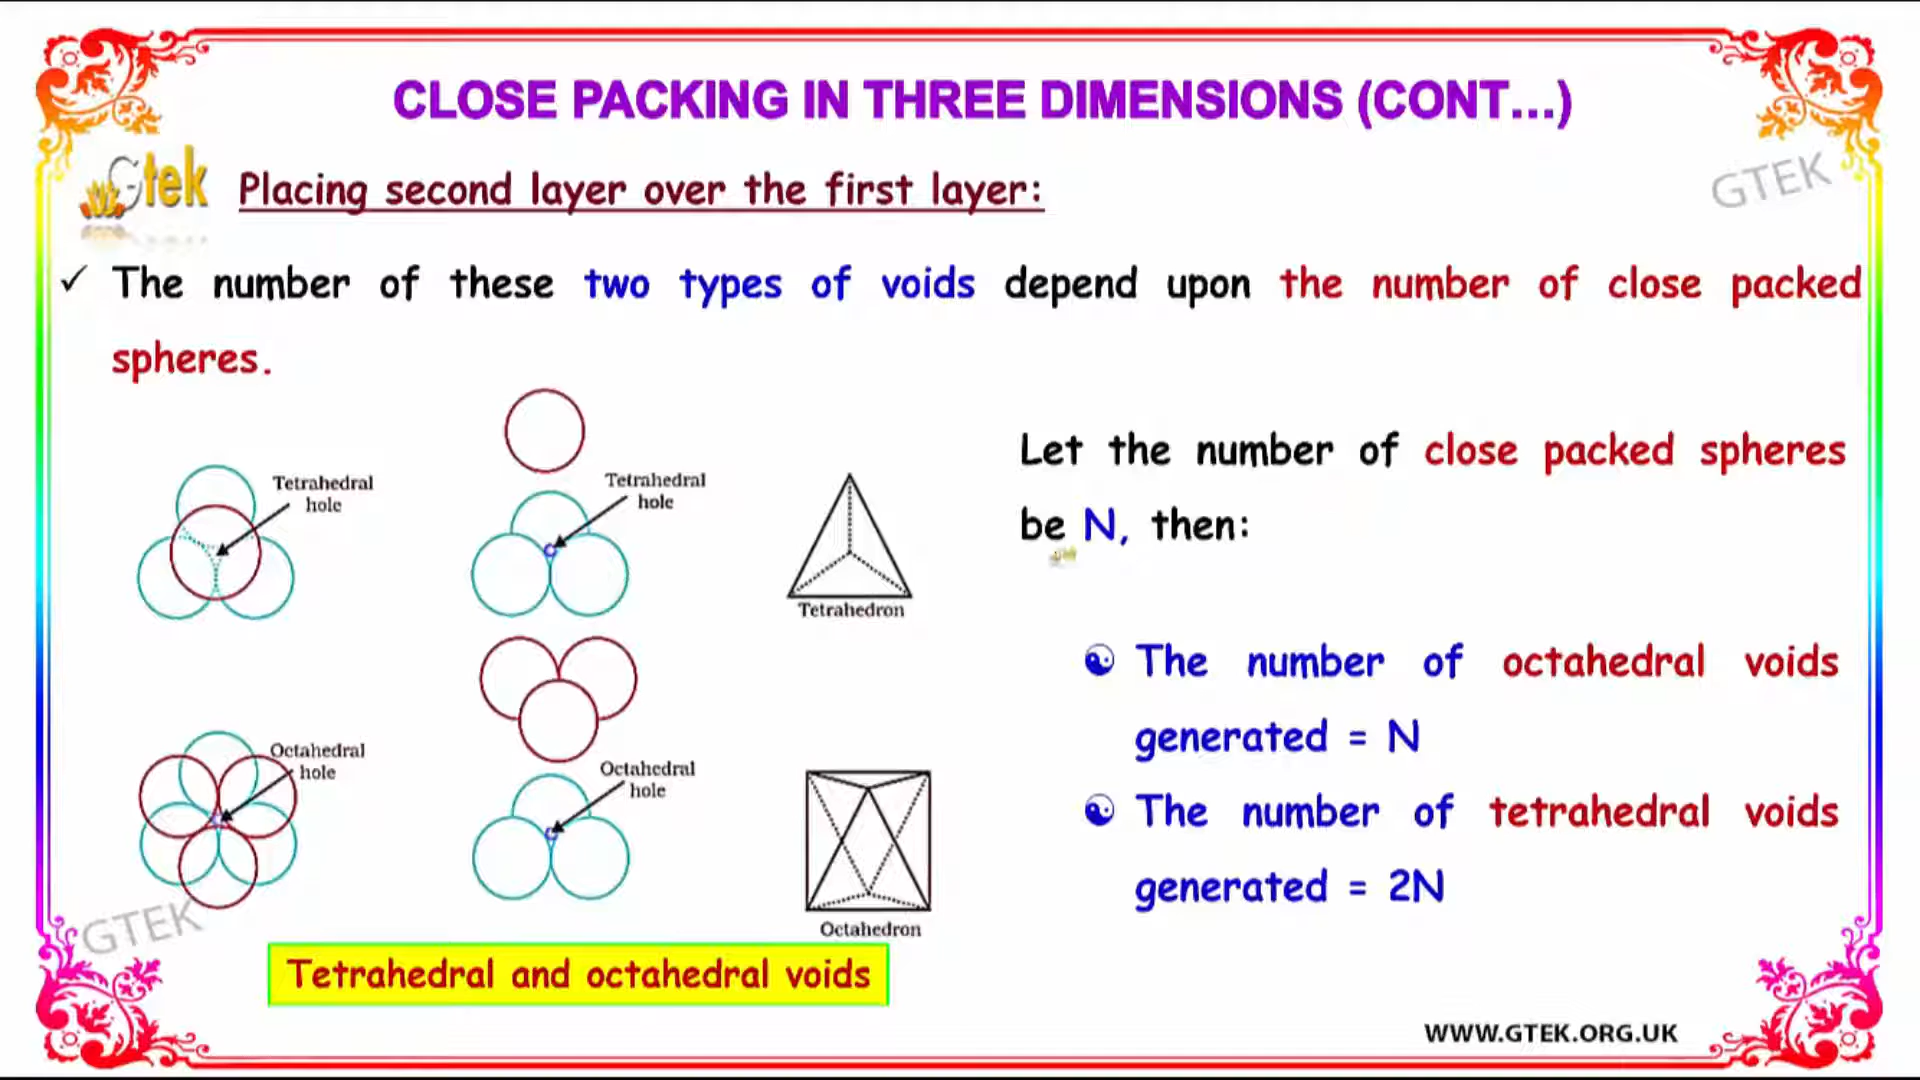 CLOSE PACKING IN THREE DIMENSIONS (CONT...)
Gtek
GTEK
Placing second layer over the first layer:
✓ The number of these two types of voids depend upon the number of close packed
spheres.
Tetrahedral
hole
Tetrahedral
hole
Tetrahedron
Let the number of close packed spheres
be N, then:
Octahedral
hole
Octahedral
hole
Octahedron
☯ The number of octahedral voids
generated = N
☯ The number of tetrahedral voids
generated = 2N
GTEK
Tetrahedral and octahedral voids
WWW.GTEK.ORG.UK